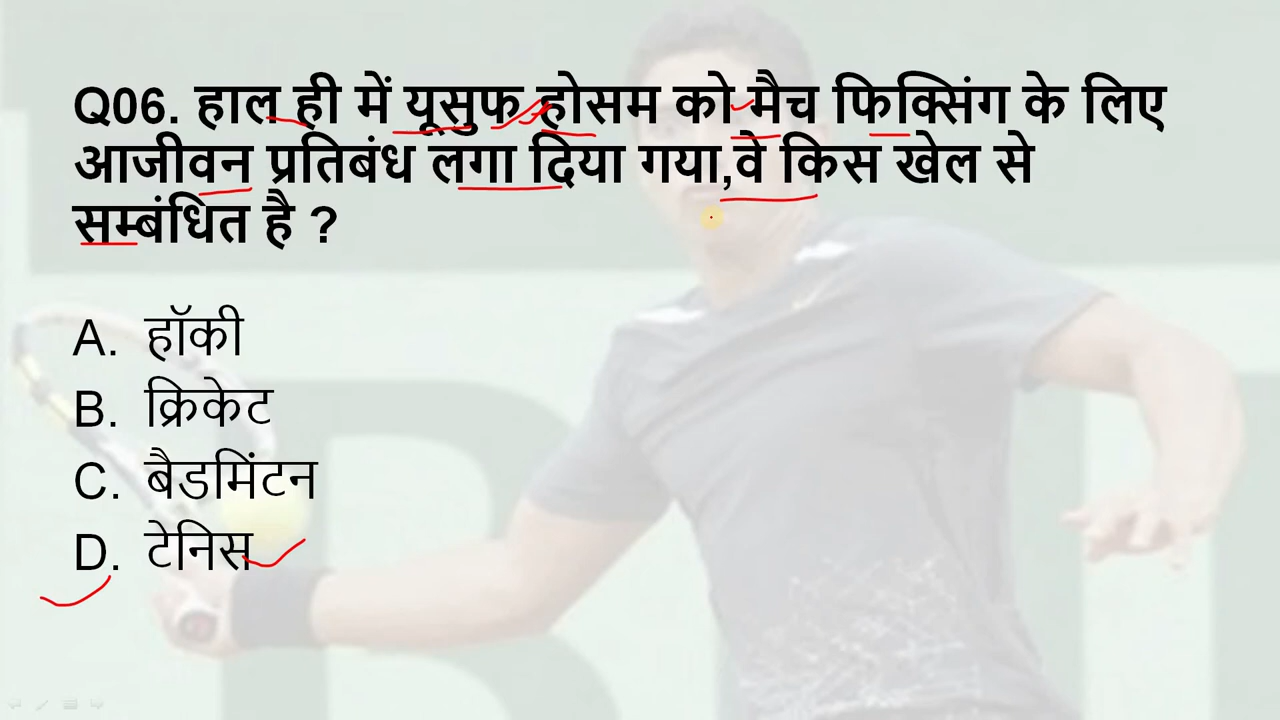 Q06. हाल ही में यूसुफ होसम को मैच फिक्सिंग के लिए
आजीवन प्रतिबंध लगा दिया गया,वे किस खेल से
सम्बंधित है ?
A. हॉकी
B. क्रिकेट
C. बैडमिंटन
D. टेनिस